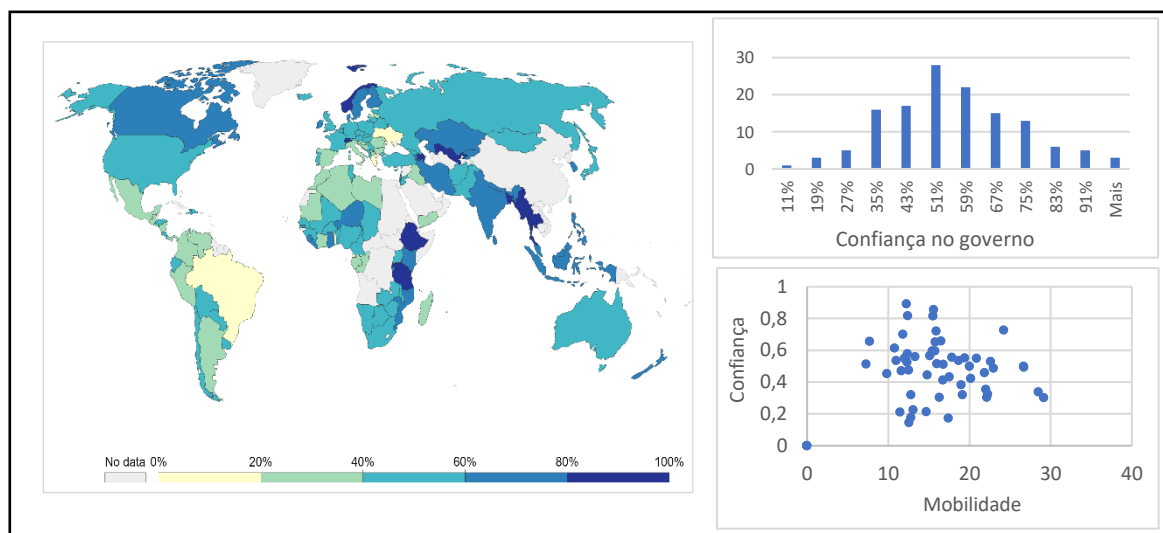 No data 0% 20% 40% 60% 80% 100%
30
20
10
0
11% 19% 27% 35% 43% 51% 59% 67% 75% 83% 91% Mais
Confiança no governo
1
0,8
0,6
0,4
0,2
0
Confiança
0 10 20 30 40
Mobilidade